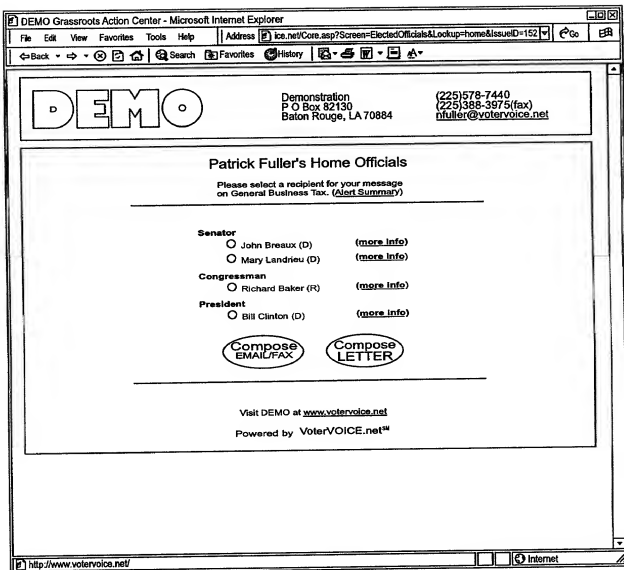 DEMO Grassroots Action Center - Microsoft Internet Explorer
File Edit View Favorites Tools Help Address ice.net/Core.asp?Screen=ElectedOfficials&Lookup=home&IssueID=152 Go
Back Search Favorites History
DEMO
Demonstration
P O Box 82130
Baton Rouge, LA 70884
(225)578-7440
(225)388-3975(fax)
nfuller@votervoice.net
Patrick Fuller's Home Officials
Please select a recipient for your message
on General Business Tax. (Alert Summary)
Senator
John Breaux (D) (more Info)
Mary Landrieu (D) (more Info)
Congressman
Richard Baker (R) (more Info)
President
Bill Clinton (D) (more Info)
Compose
EMAIL/FAX
Compose
LETTER
Visit DEMO at www.votervoice.net
Powered by VoterVOICE.net℠
http://www.votervoice.net/ Internet